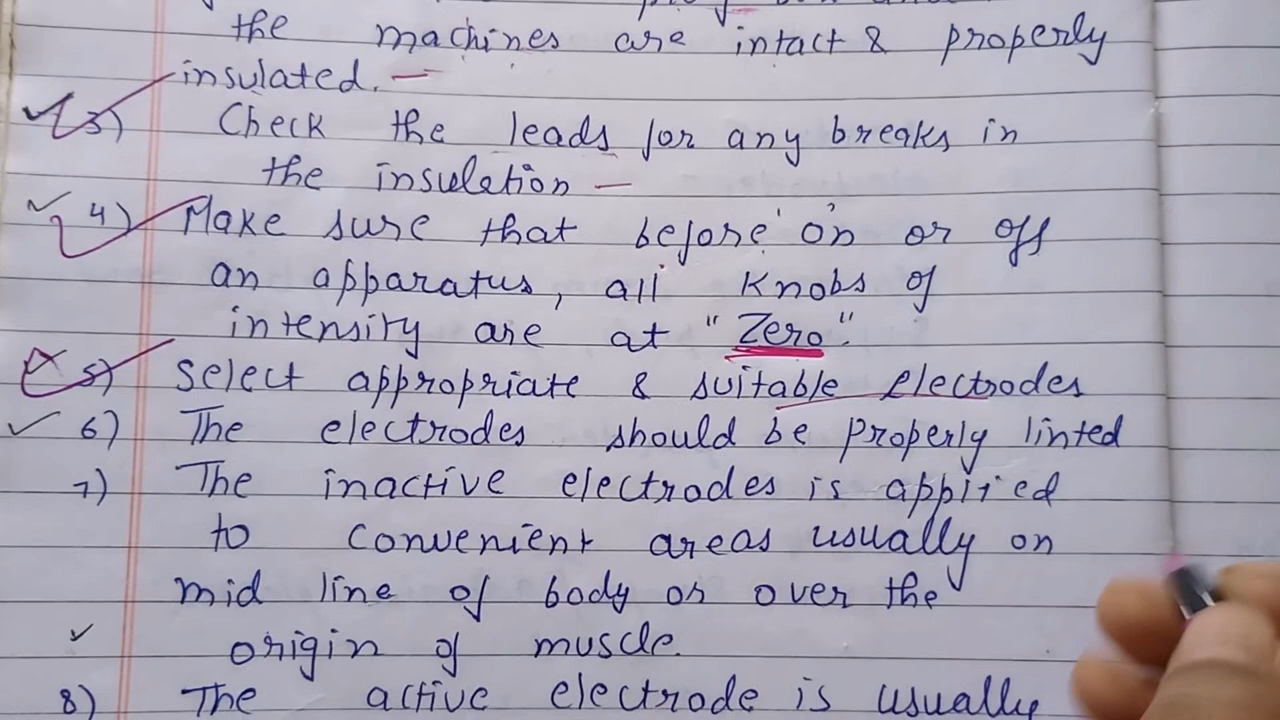 the machines are intact & properly
insulated. —
3) Check the leads for any breaks in
the insulation —
4) Make sure that before on or off
an apparatus, all Knobs of
intensity are at "Zero".
5) Select appropriate & suitable electrodes
6) The electrodes should be properly linted
7) The inactive electrodes is applied
to convenient areas usually on
mid line of body or over the
origin of muscle.
8) The active electrode is usually